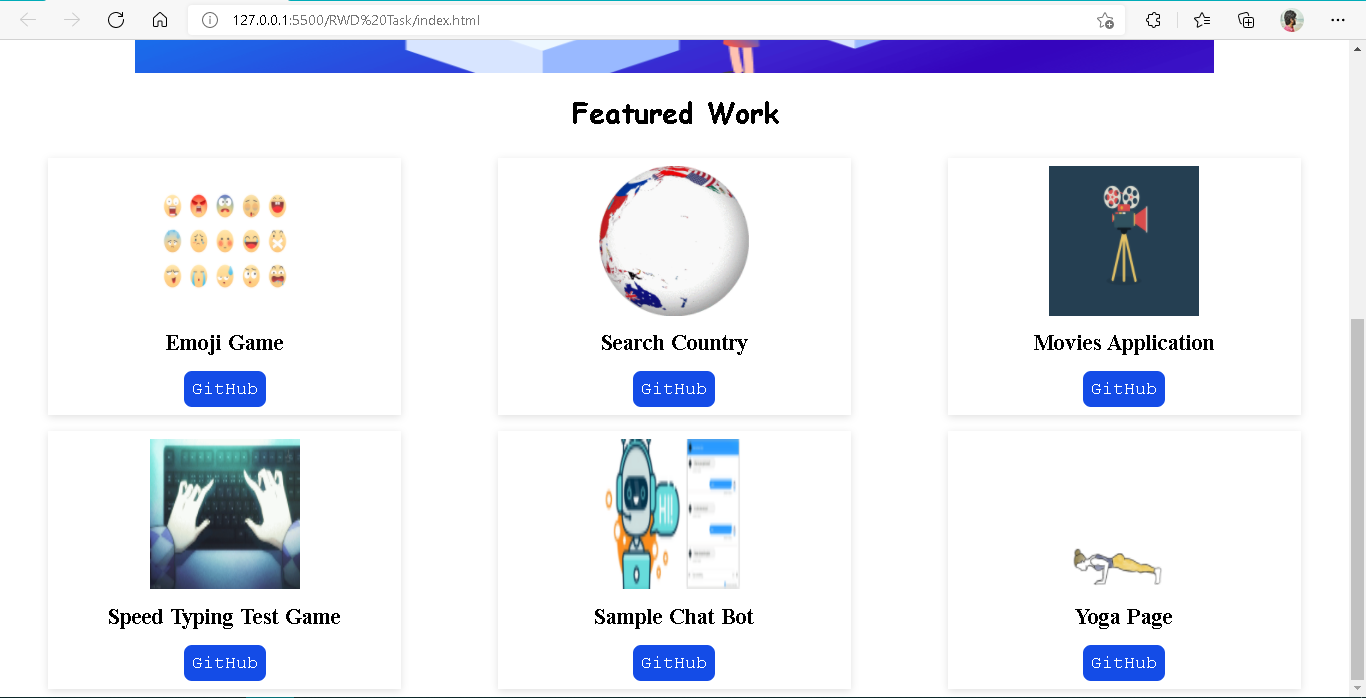 127.0.0.1:5500/RWD%20Task/index.html
Featured Work
Emoji Game
Search Country
Movies Application
GitHub
GitHub
GitHub
HI!
Speed Typing Test Game
Sample Chat Bot
Yoga Page
GitHub
GitHub
GitHub